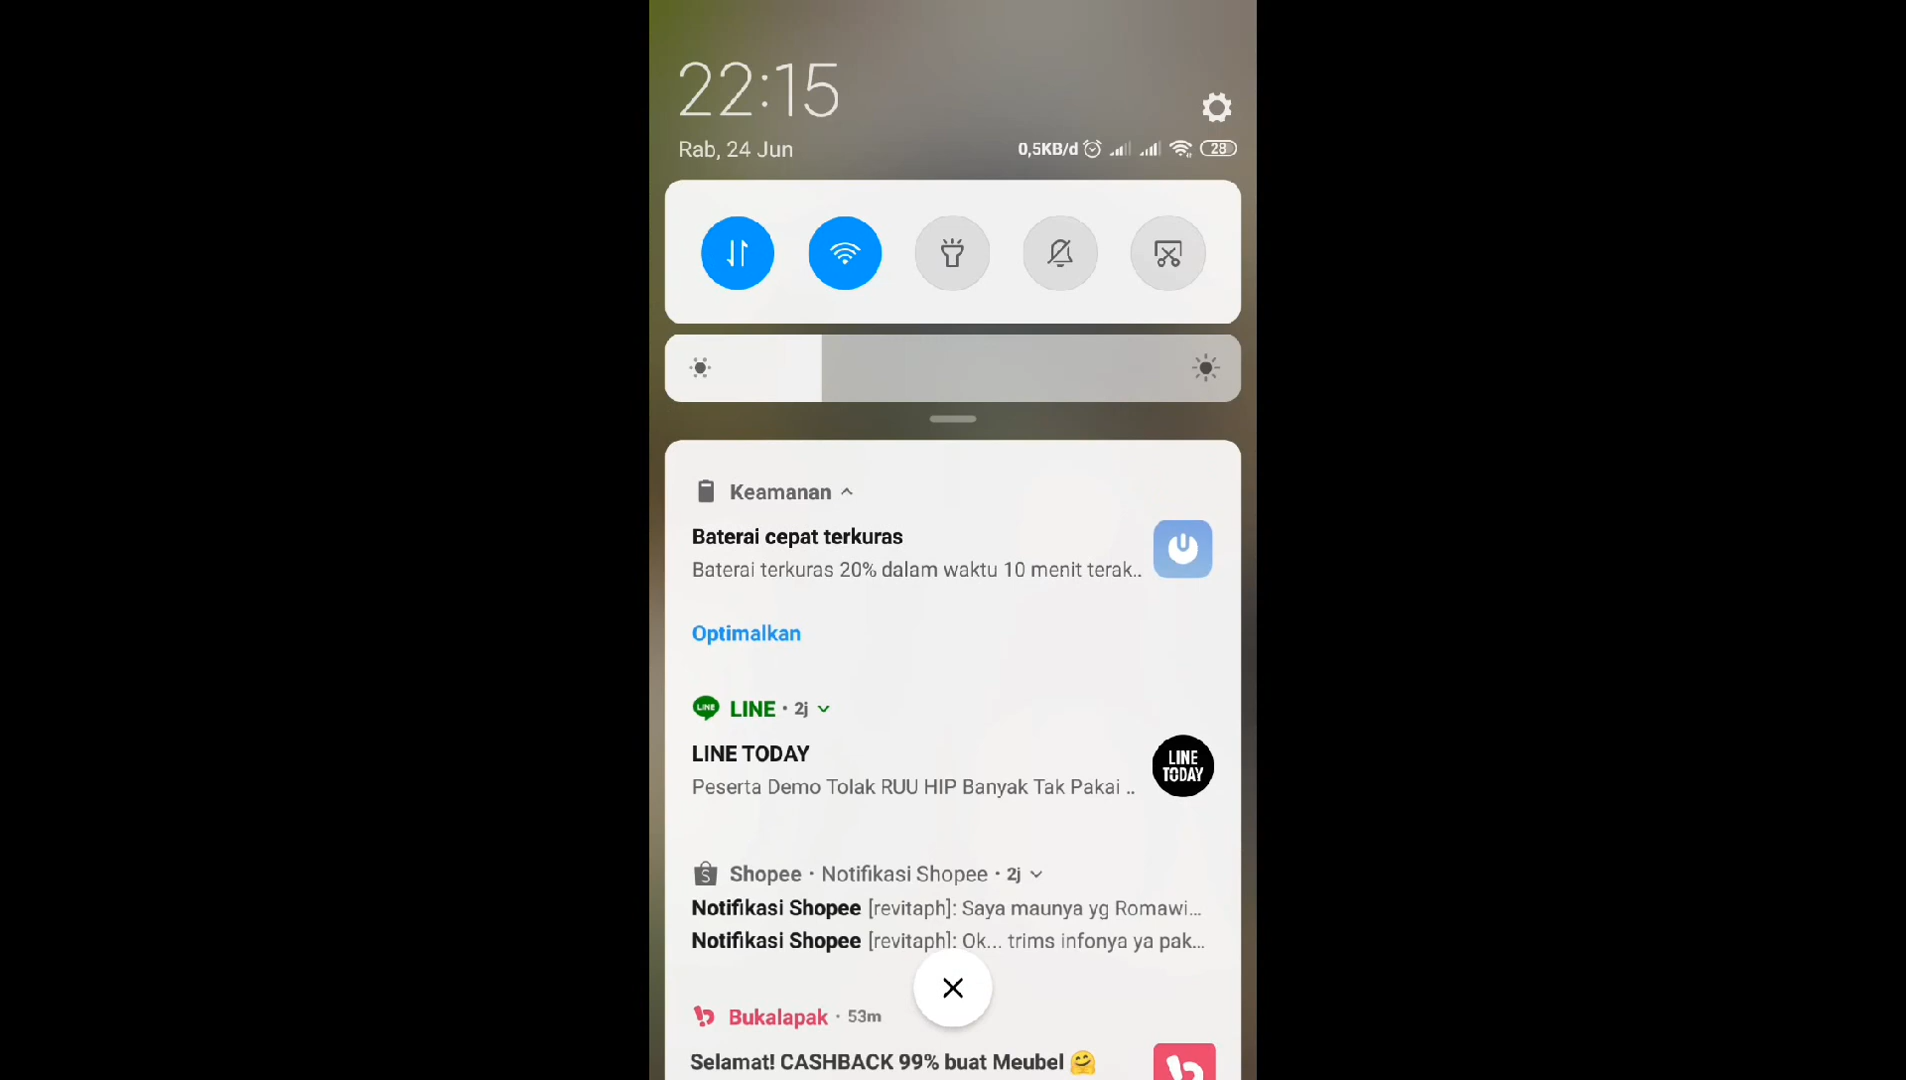 22:15
Rab, 24 Jun
0,5KB/d 28
Keamanan
Baterai cepat terkuras
Baterai terkuras 20% dalam waktu 10 menit terak..
Optimalkan
LINE LINE · 2j
LINE TODAY
LINE TODAY
Peserta Demo Tolak RUU HIP Banyak Tak Pakai ..
S Shopee · Notifikasi Shopee · 2j
Notifikasi Shopee [revitaph]: Saya maunya yg Romawi...
Notifikasi Shopee [revitaph]: Ok... trims infonya ya pak...
Bukalapak · 53m
Selamat! CASHBACK 99% buat Meubel 🤗